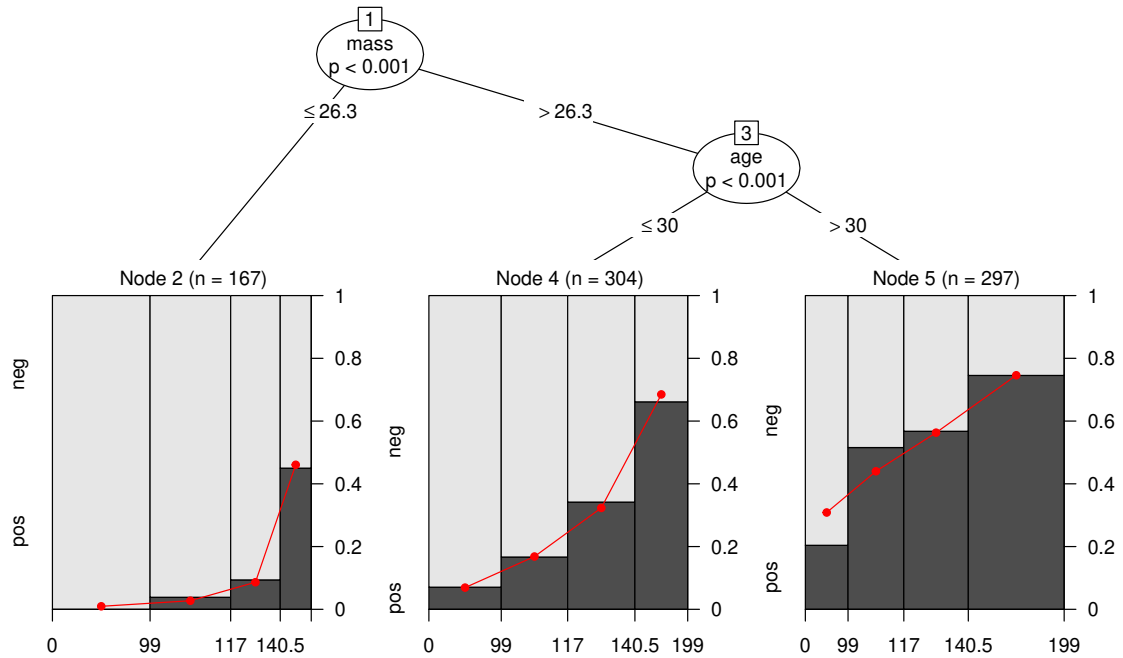 1
mass
p < 0.001
≤ 26.3
> 26.3
3
age
p < 0.001
≤ 30
> 30
Node 2 (n = 167)
neg
pos
0
99
117
140.5
0
0.2
0.4
0.6
0.8
1
Node 4 (n = 304)
neg
pos
0
99
117
140.5
199
0
0.2
0.4
0.6
0.8
1
Node 5 (n = 297)
neg
pos
0
99
117
140.5
199
0
0.2
0.4
0.6
0.8
1